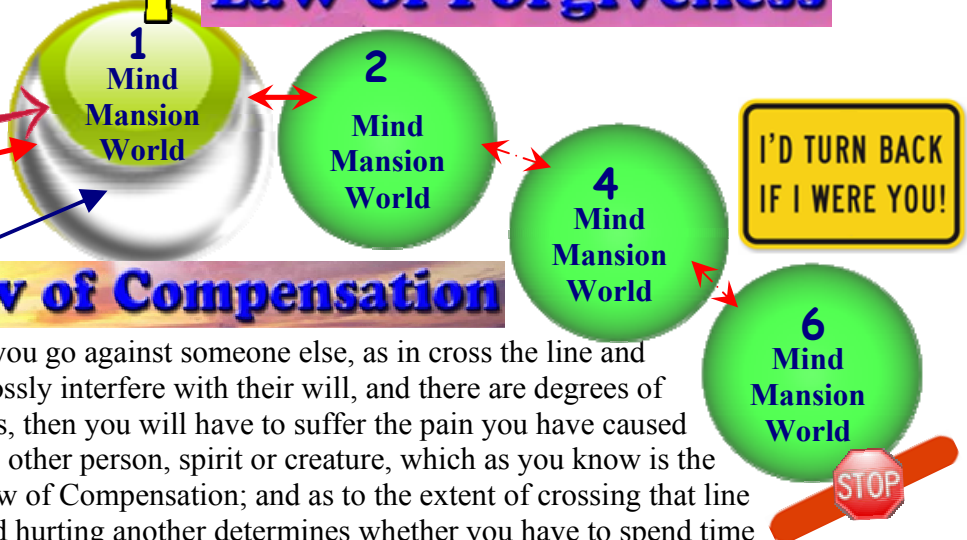 Law of Forgiveness
1
Mind
Mansion
World
2
Mind
Mansion
World
4
Mind
Mansion
World
6
Mind
Mansion
World
I'D TURN BACK
IF I WERE YOU!
of Compensation
you go against someone else, as in cross the line and
interfere with their will, and there are degrees of
then you will have to suffer the pain you have caused
other person, spirit or creature, which as you know is the
of Compensation; and as to the extent of crossing that line
hurting another determines whether you have to spend time
STOP